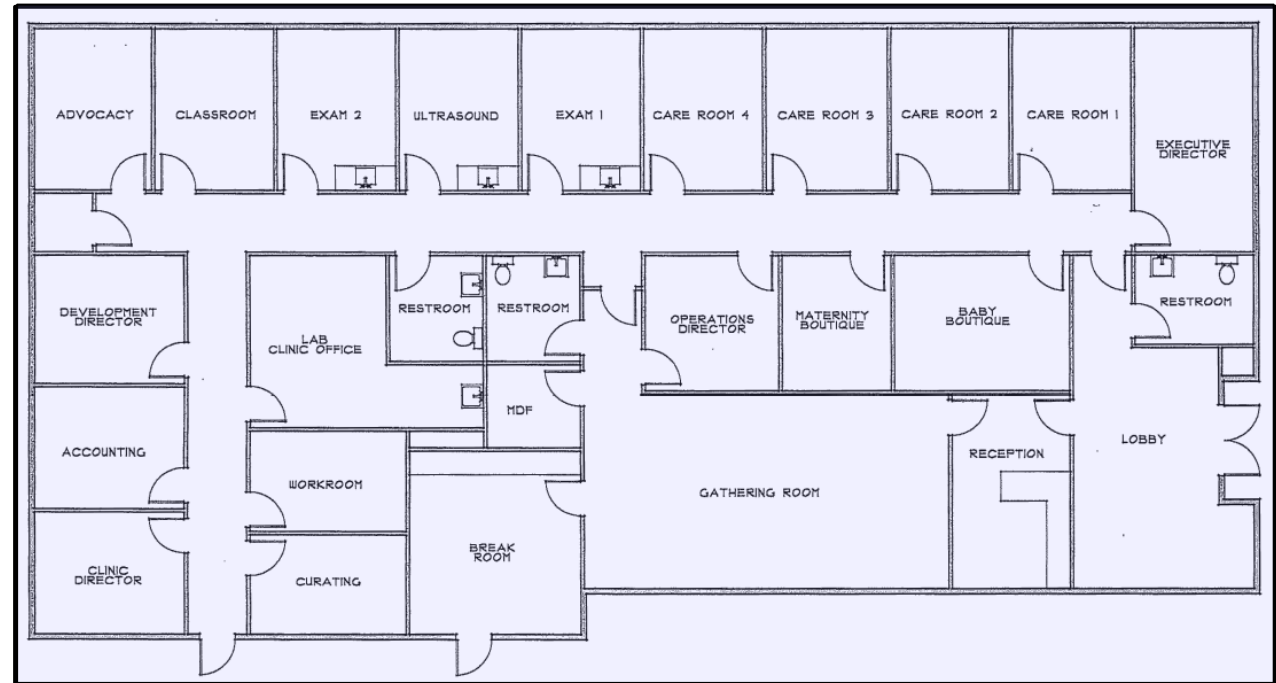 ADVOCACY
CLASSROOM
EXAM 2
ULTRASOUND
EXAM 1
CARE ROOM 4
CARE ROOM 3
CARE ROOM 2
CARE ROOM 1
EXECUTIVE
DIRECTOR
DEVELOPMENT
DIRECTOR
LAB
CLINIC OFFICE
RESTROOM
RESTROOM
OPERATIONS
DIRECTOR
MATERNITY
BOUTIQUE
BABY
BOUTIQUE
RESTROOM
ACCOUNTING
WORKROOM
MDF
GATHERING ROOM
RECEPTION
LOBBY
CLINIC
DIRECTOR
CURATING
BREAK
ROOM